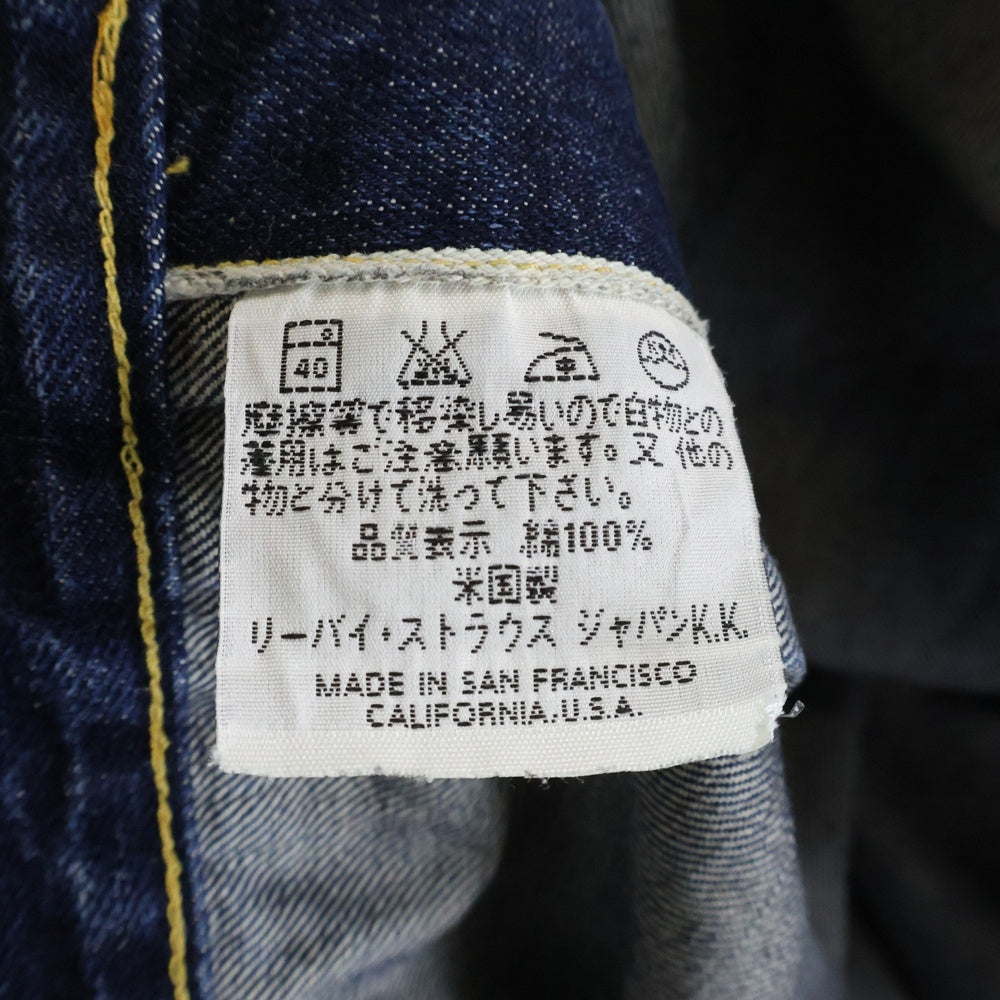 40
摩擦等で移染し易いので白物との
着用はご注意願います。又 他の
物と分けて洗って下さい。
品質表示 綿100%
米国製
リーバイ・ストラウス ジャパンK.K.
MADE IN SAN FRANCISCO
CALIFORNIA,U.S.A.